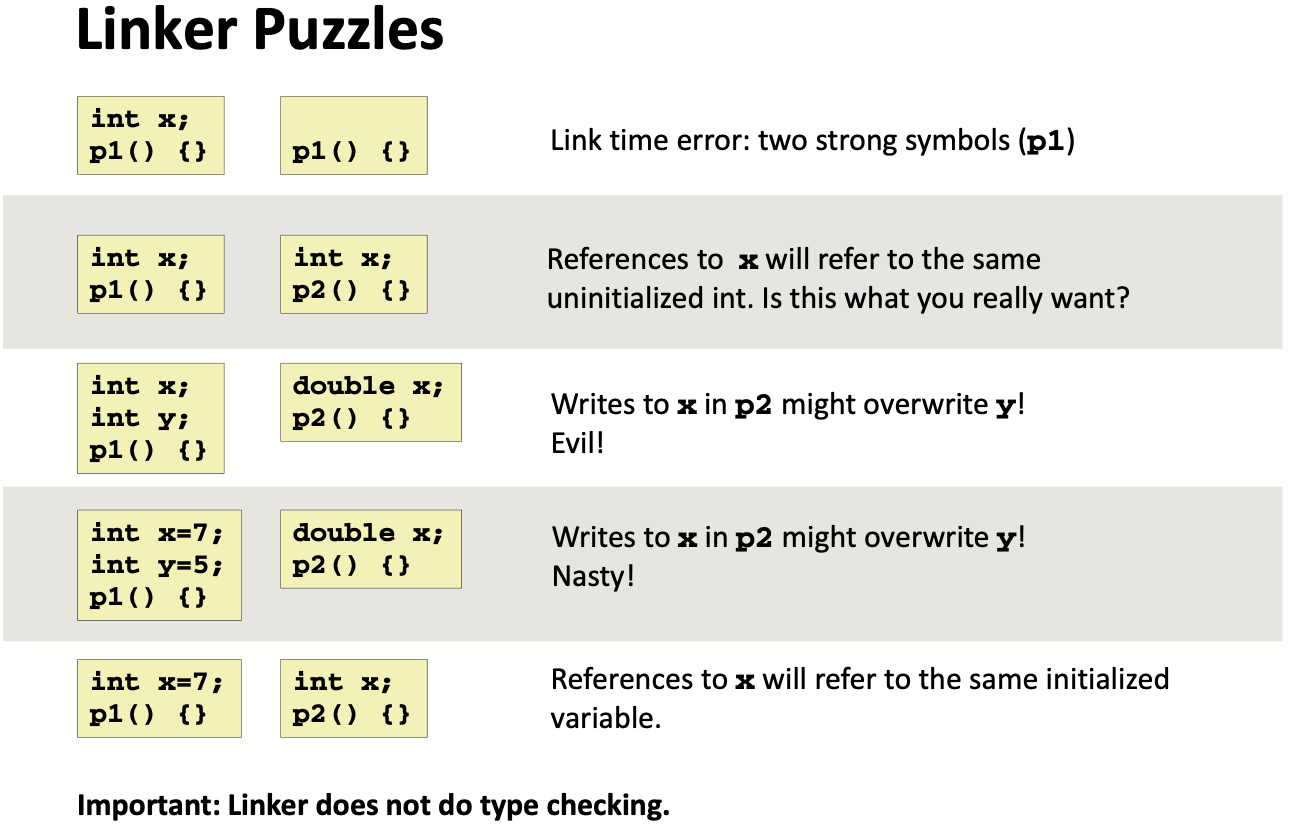 Linker Puzzles
int x;
p1() {}
p1() {}
Link time error: two strong symbols (p1)
int x;
p1() {}
int x;
p2() {}
References to x will refer to the same
uninitialized int. Is this what you really want?
int x;
int y;
p1() {}
double x;
p2() {}
Writes to x in p2 might overwrite y!
Evil!
int x=7;
int y=5;
p1() {}
double x;
p2() {}
Writes to x in p2 might overwrite y!
Nasty!
int x=7;
p1() {}
int x;
p2() {}
References to x will refer to the same initialized
variable.
Important: Linker does not do type checking.